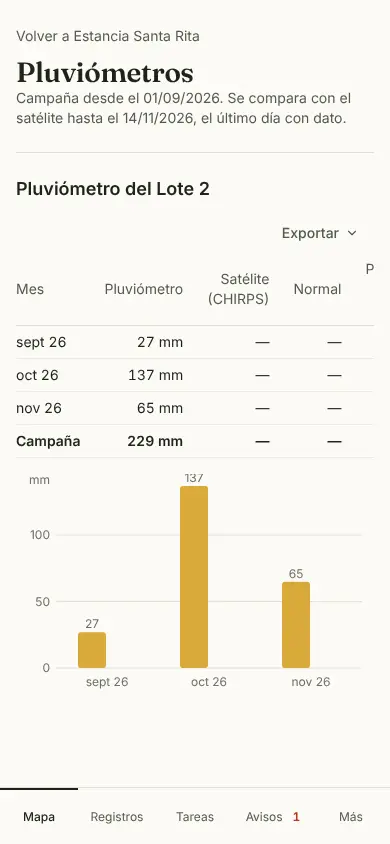 Volver a Estancia Santa Rita
Pluviómetros
Campaña desde el 01/09/2026. Se compara con el
satélite hasta el 14/11/2026, el último día con dato.
Pluviómetro del Lote 2
Exportar
Mes Pluviómetro Satélite (CHIRPS) Normal P
sept 26 27 mm — —
oct 26 137 mm — —
nov 26 65 mm — —
Campaña 229 mm — —
mm
137
100
65
50
27
0
sept 26 oct 26 nov 26
Mapa Registros Tareas Avisos 1 Más